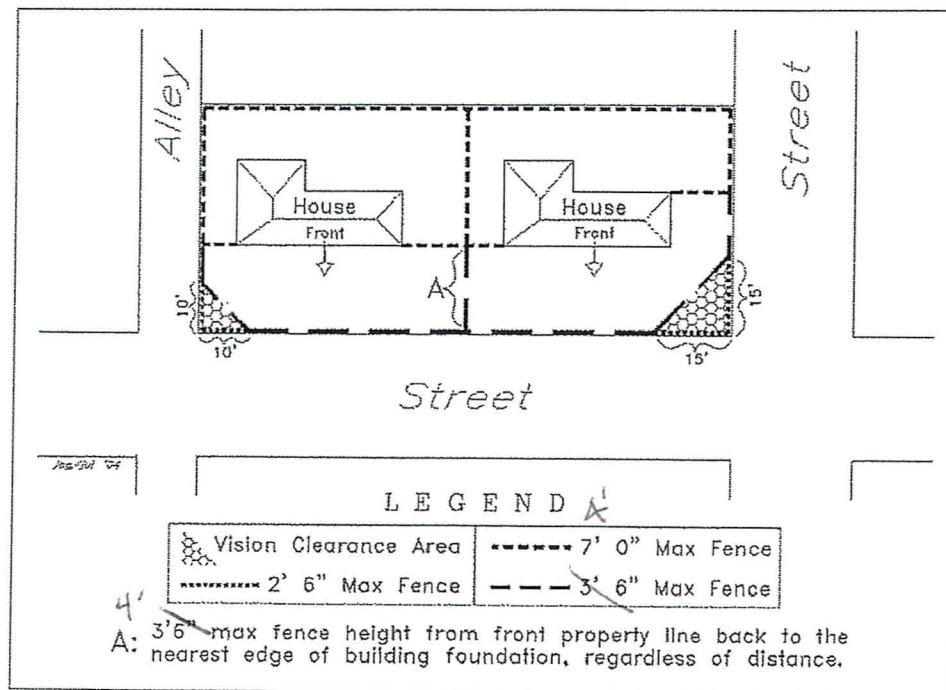 Alley
Street
House
Front
House
Front
A
10'
10'
15'
15'
Street
LEGEND
4'
Vision Clearance Area
7' 0" Max Fence
2' 6" Max Fence
3' 6" Max Fence
4'
A: 3'6" max fence height from front property line back to the
nearest edge of building foundation, regardless of distance.